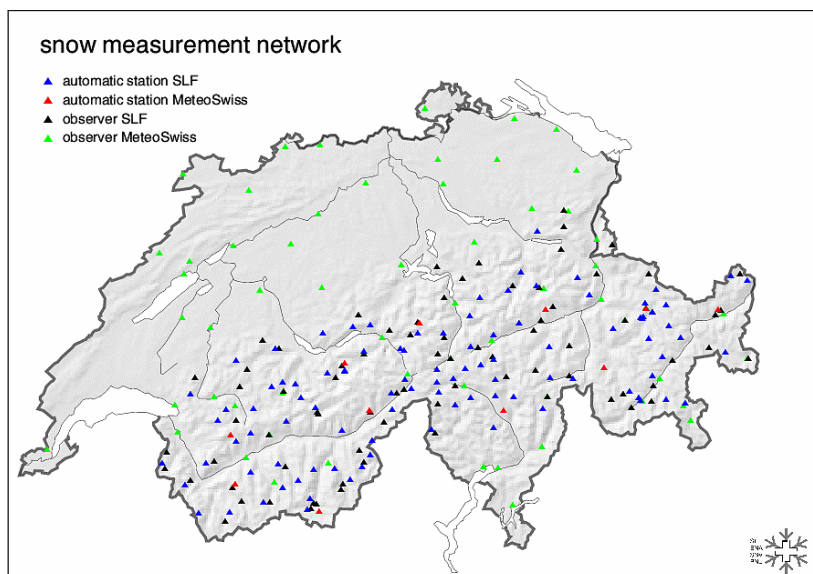 snow measurement network
automatic station SLF
automatic station MeteoSwiss
observer SLF
observer MeteoSwiss